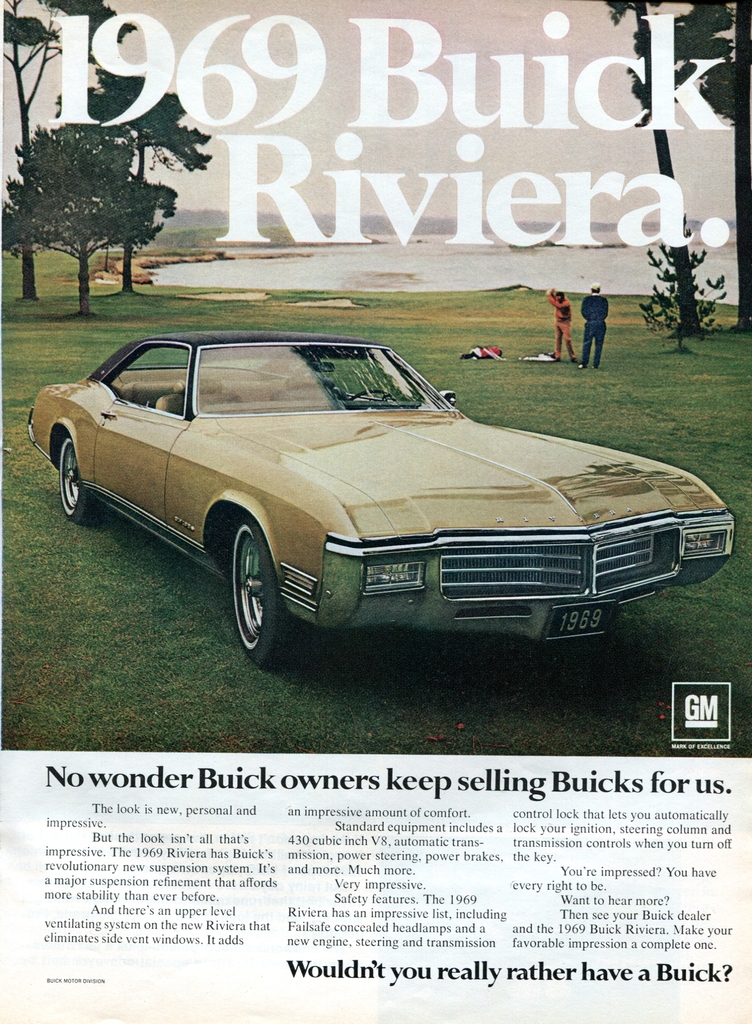 1969 Buick
Riviera.
RIVIERA
1969
GM
MARK OF EXCELLENCE
No wonder Buick owners keep selling Buicks for us.
The look is new, personal and
impressive.
But the look isn't all that's
impressive. The 1969 Riviera has Buick's
revolutionary new suspension system. It's
a major suspension refinement that affords
more stability than ever before.
And there's an upper level
ventilating system on the new Riviera that
eliminates side vent windows. It adds
an impressive amount of comfort.
Standard equipment includes a
430 cubic inch V8, automatic trans-
mission, power steering, power brakes,
and more. Much more.
Very impressive.
Safety features. The 1969
Riviera has an impressive list, including
Failsafe concealed headlamps and a
new engine, steering and transmission
control lock that lets you automatically
lock your ignition, steering column and
transmission controls when you turn off
the key.
You're impressed? You have
every right to be.
Want to hear more?
Then see your Buick dealer
and the 1969 Buick Riviera. Make your
favorable impression a complete one.
Wouldn't you really rather have a Buick?
BUICK MOTOR DIVISION